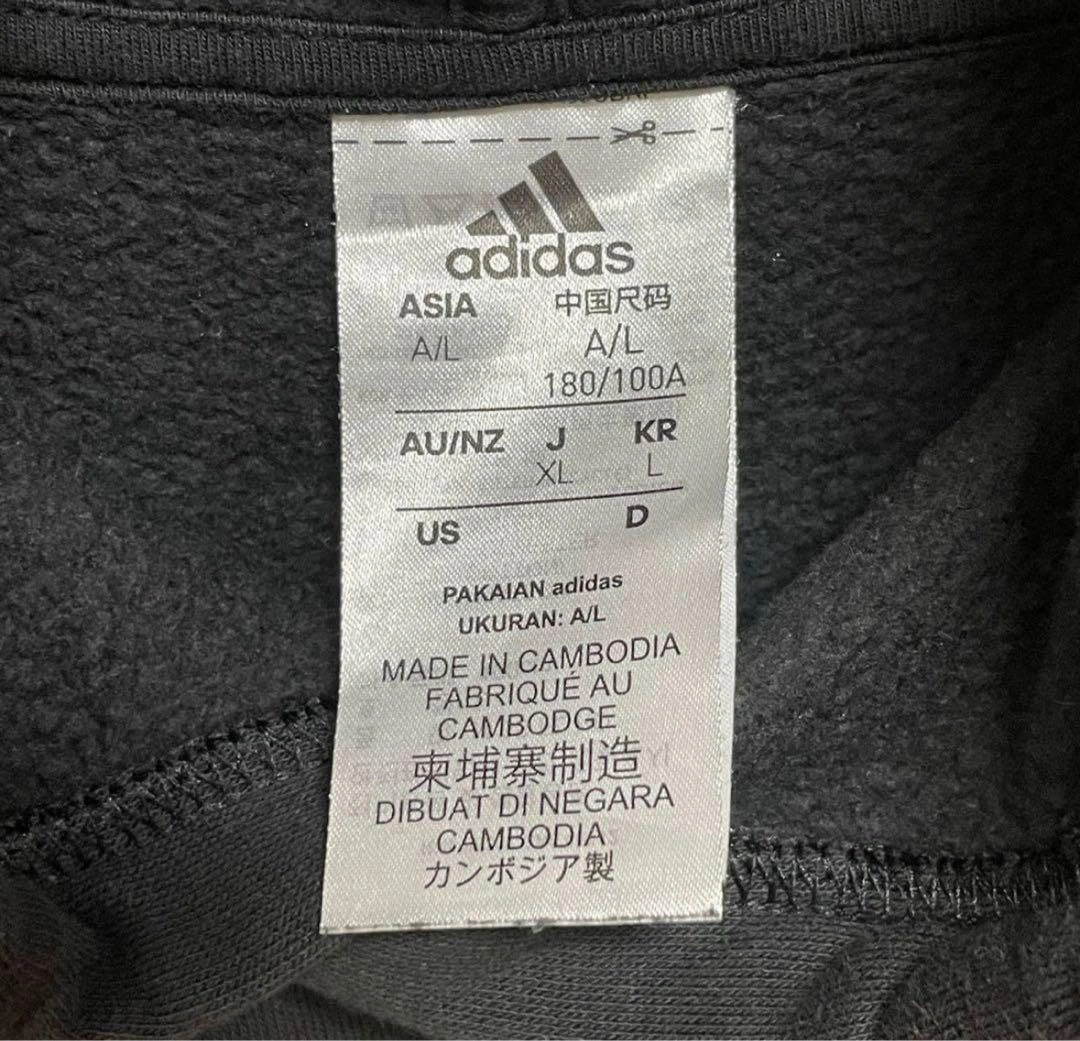 adidas
ASIA 中国尺码
A/L A/L
180/100A
AU/NZ J KR
XL L
US D
PAKAIAN adidas
UKURAN: A/L
MADE IN CAMBODIA
FABRIQUÉ AU
CAMBODGE
柬埔寨制造
DIBUAT DI NEGARA
CAMBODIA
カンボジア製